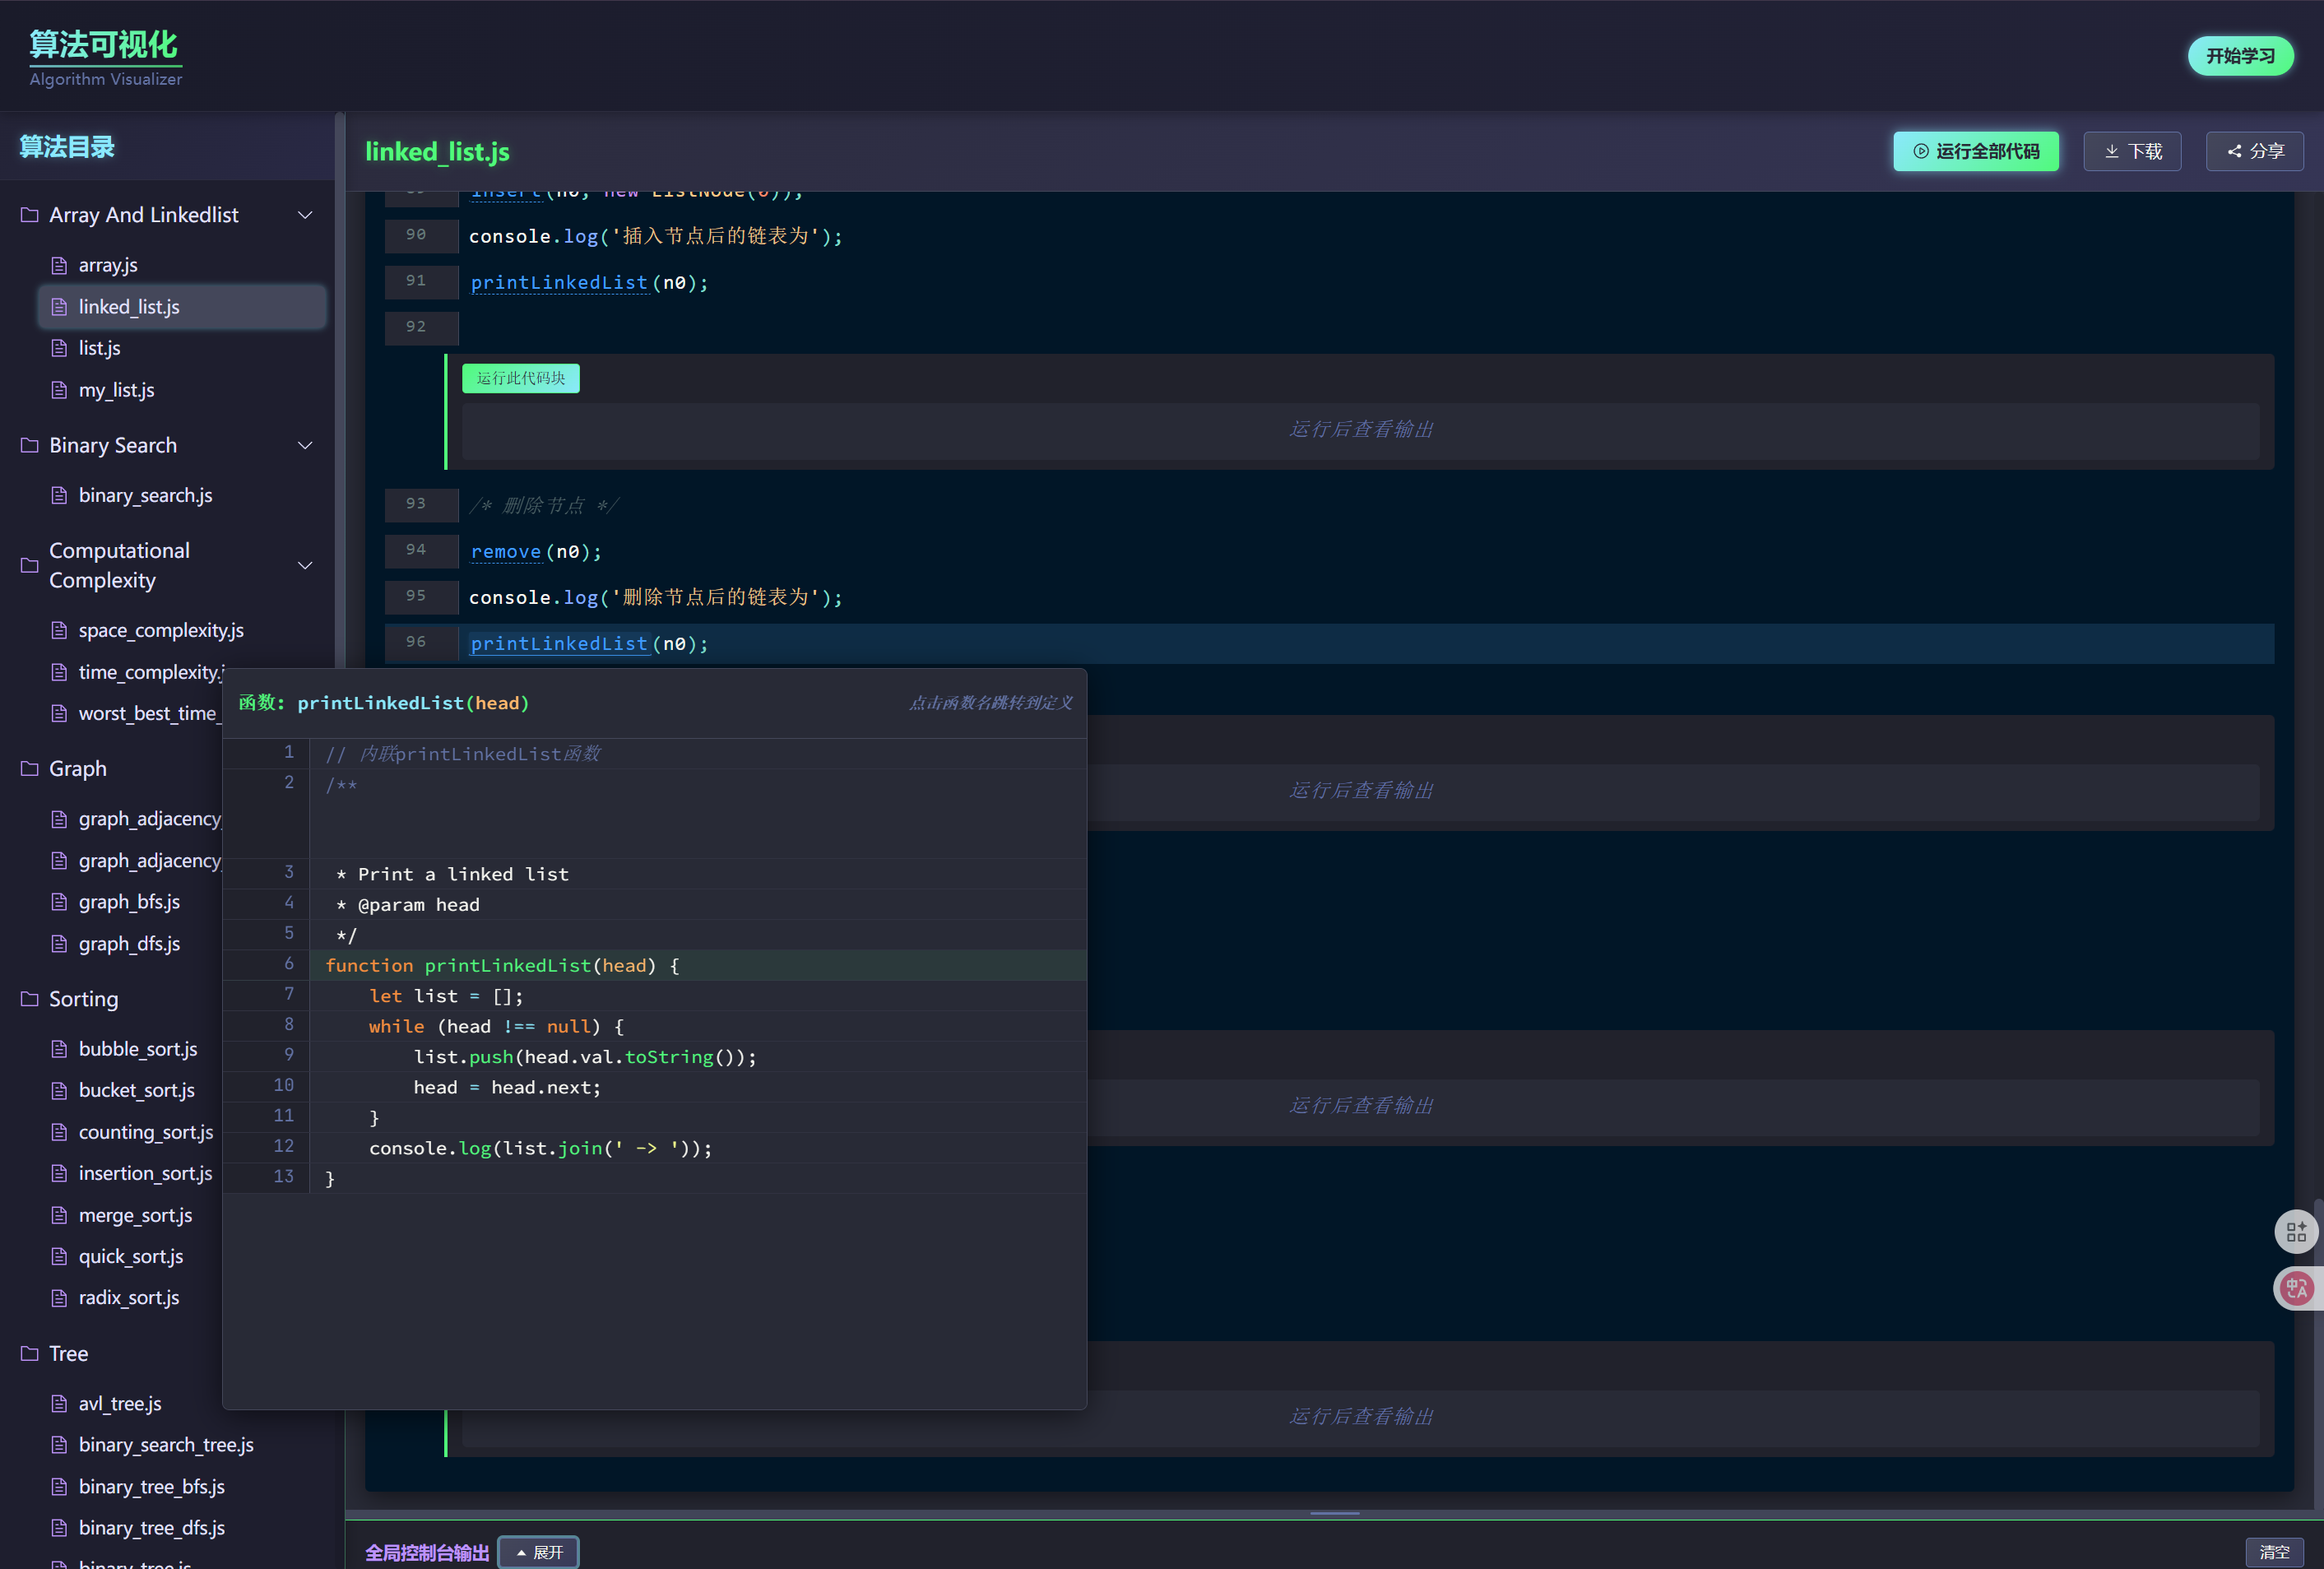 算法可视化
Algorithm Visualizer
开始学习
算法目录
linked_list.js
运行全部代码
下载
分享
Array And Linkedlist
array.js
linked_list.js
list.js
my_list.js
Binary Search
binary_search.js
Computational
Complexity
space_complexity.js
time_complexity.j
worst_best_time_
Graph
graph_adjacency_
graph_adjacency_
graph_bfs.js
graph_dfs.js
Sorting
bubble_sort.js
bucket_sort.js
counting_sort.js
insertion_sort.js
merge_sort.js
quick_sort.js
radix_sort.js
Tree
avl_tree.js
binary_search_tree.js
binary_tree_bfs.js
binary_tree_dfs.js
binary_tree.js
89 insert(n0, new ListNode(0));
90 console.log('插入节点后的链表为');
91 printLinkedList(n0);
92
运行此代码块
运行后查看输出
93 /* 删除节点 */
94 remove(n0);
95 console.log('删除节点后的链表为');
96 printLinkedList(n0);
函数: printLinkedList(head)
点击函数名跳转到定义
1 // 内联printLinkedList函数
2 /**
3 * Print a linked list
4 * @param head
5 */
6 function printLinkedList(head) {
7 let list = [];
8 while (head !== null) {
9 list.push(head.val.toString());
10 head = head.next;
11 }
12 console.log(list.join(' -> '));
13 }
运行后查看输出
运行后查看输出
运行后查看输出
中A
全局控制台输出
展开
清空